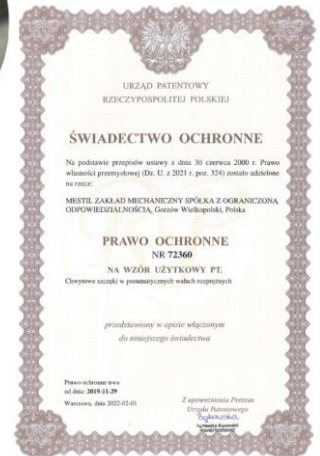 URZĄD PATENTOWY
RZECZYPOSPOLITEJ POLSKIEJ
ŚWIADECTWO OCHRONNE
Na podstawie przepisów ustawy z dnia 30 czerwca 2000 r. Prawo
własności przemysłowej (Dz. U. z 2021 r. poz. 324) zostało udzielone
na rzecz:
MESTIL ZAKŁAD MECHANICZNY SPÓŁKA Z OGRANICZONĄ
ODPOWIEDZIALNOŚCIĄ, Gorzów Wielkopolski, Polska
PRAWO OCHRONNE
NR 72360
NA WZÓR UŻYTKOWY PT.
Chwytowe szczęki w pneumatycznych wałach rozprężnych
przedstawiony w opisie włączonym
do niniejszego świadectwa
Prawo ochronne trwa
od dnia: 2019-11-29
Warszawa, dnia 2022-02-01
Z upoważnienia Prezesa
Urzędu Patentowego